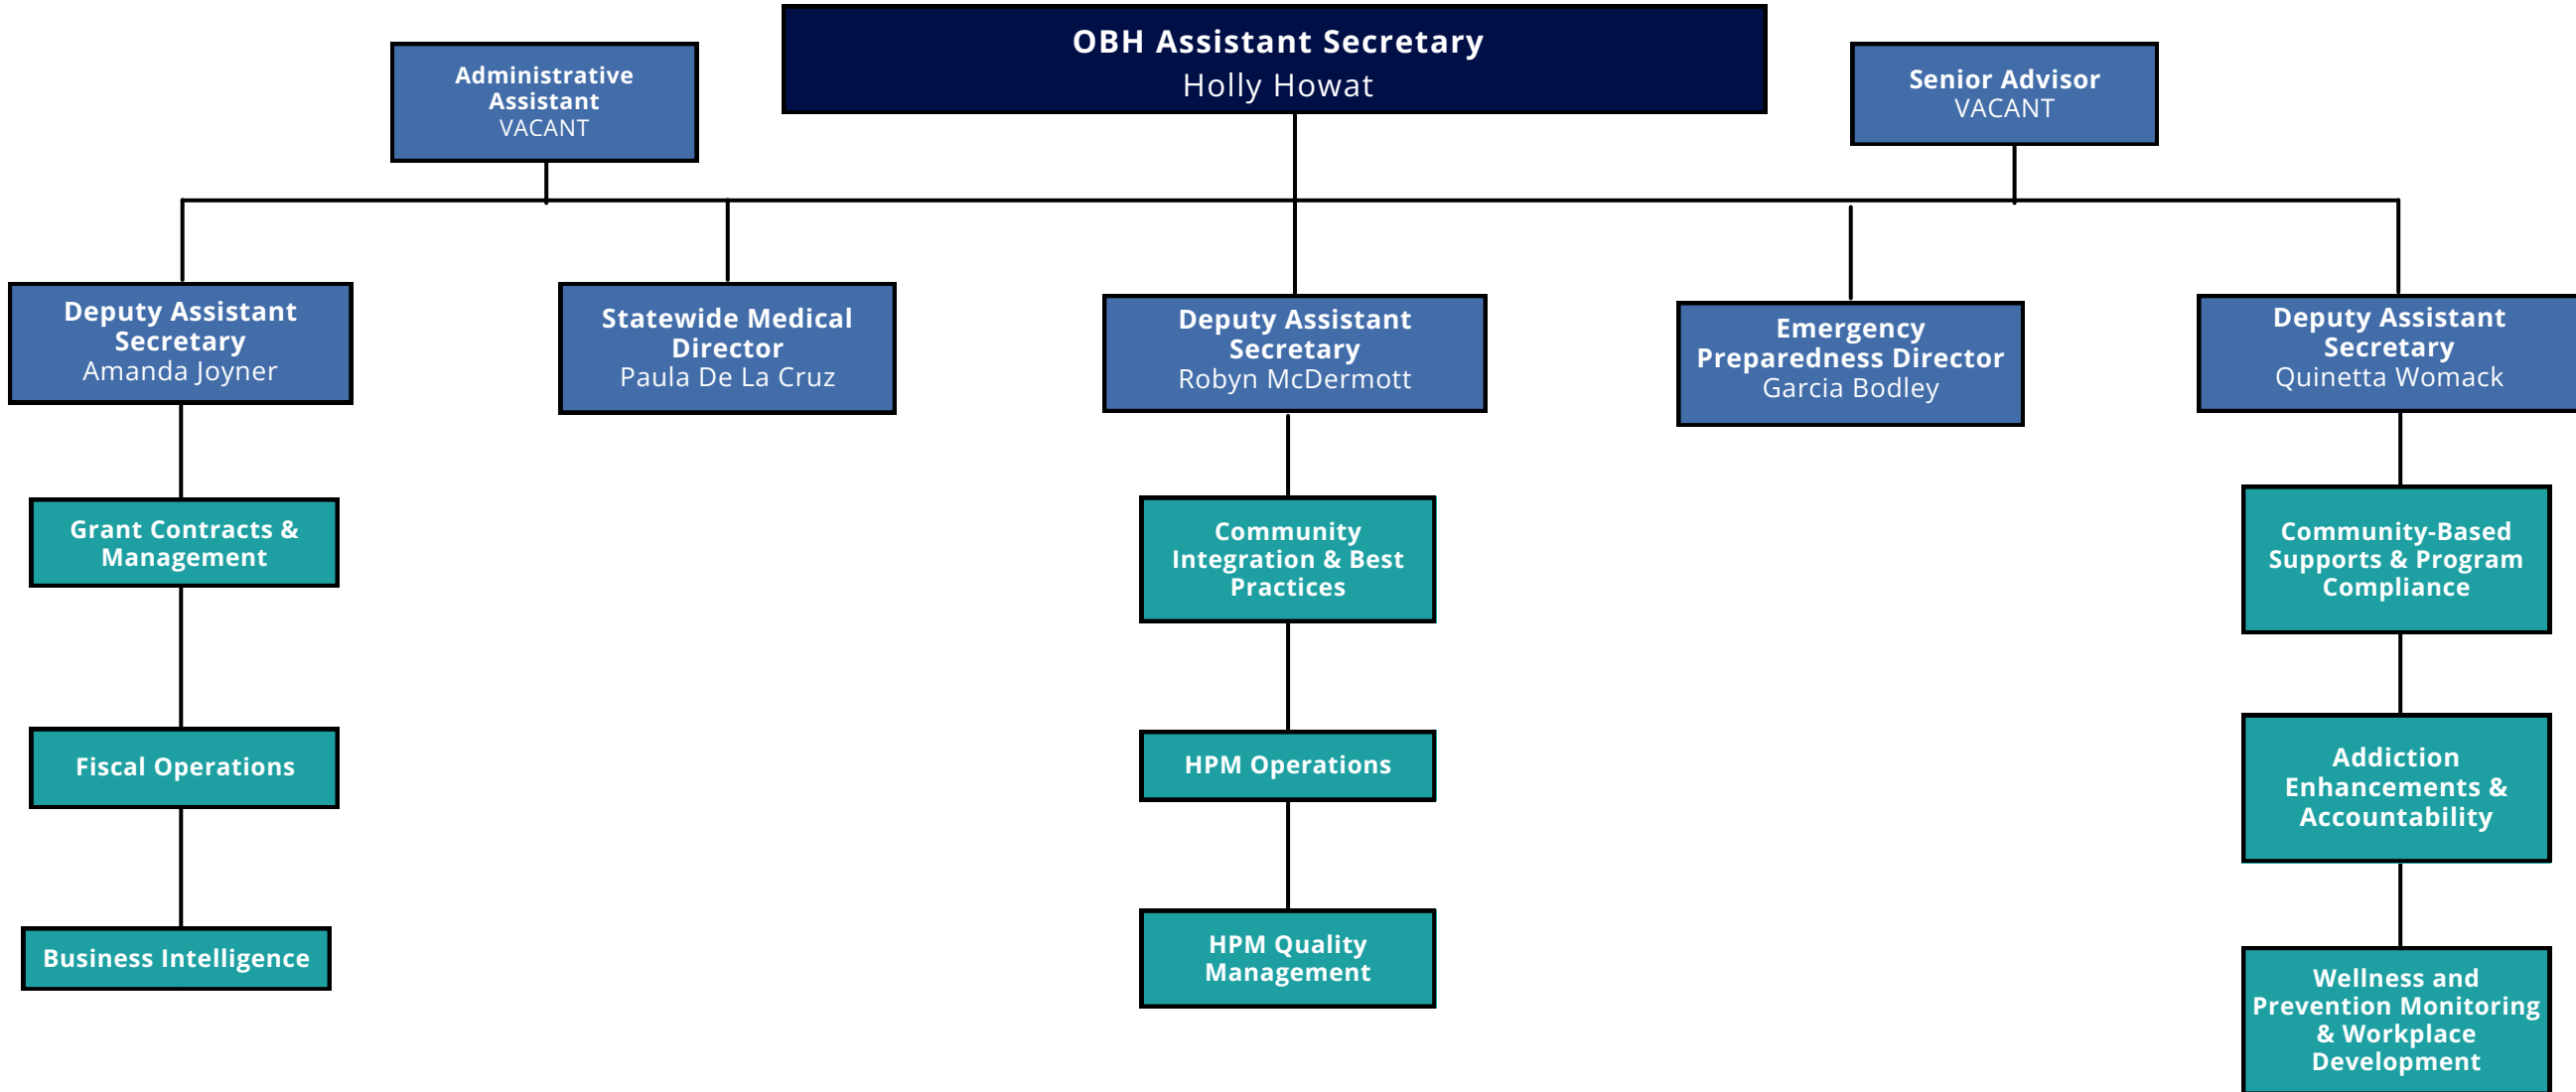 OBH Assistant Secretary
Holly Howat
Administrative
Assistant
VACANT
Senior Advisor
VACANT
Deputy Assistant
Secretary
Amanda Joyner
Statewide Medical
Director
Paula De La Cruz
Deputy Assistant
Secretary
Robyn McDermott
Emergency
Preparedness Director
Garcia Bodley
Deputy Assistant
Secretary
Quinetta Womack
Grant Contracts &
Management
Fiscal Operations
Business Intelligence
Community
Integration & Best
Practices
HPM Operations
HPM Quality
Management
Community-Based
Supports & Program
Compliance
Addiction
Enhancements &
Accountability
Wellness and
Prevention Monitoring
& Workplace
Development